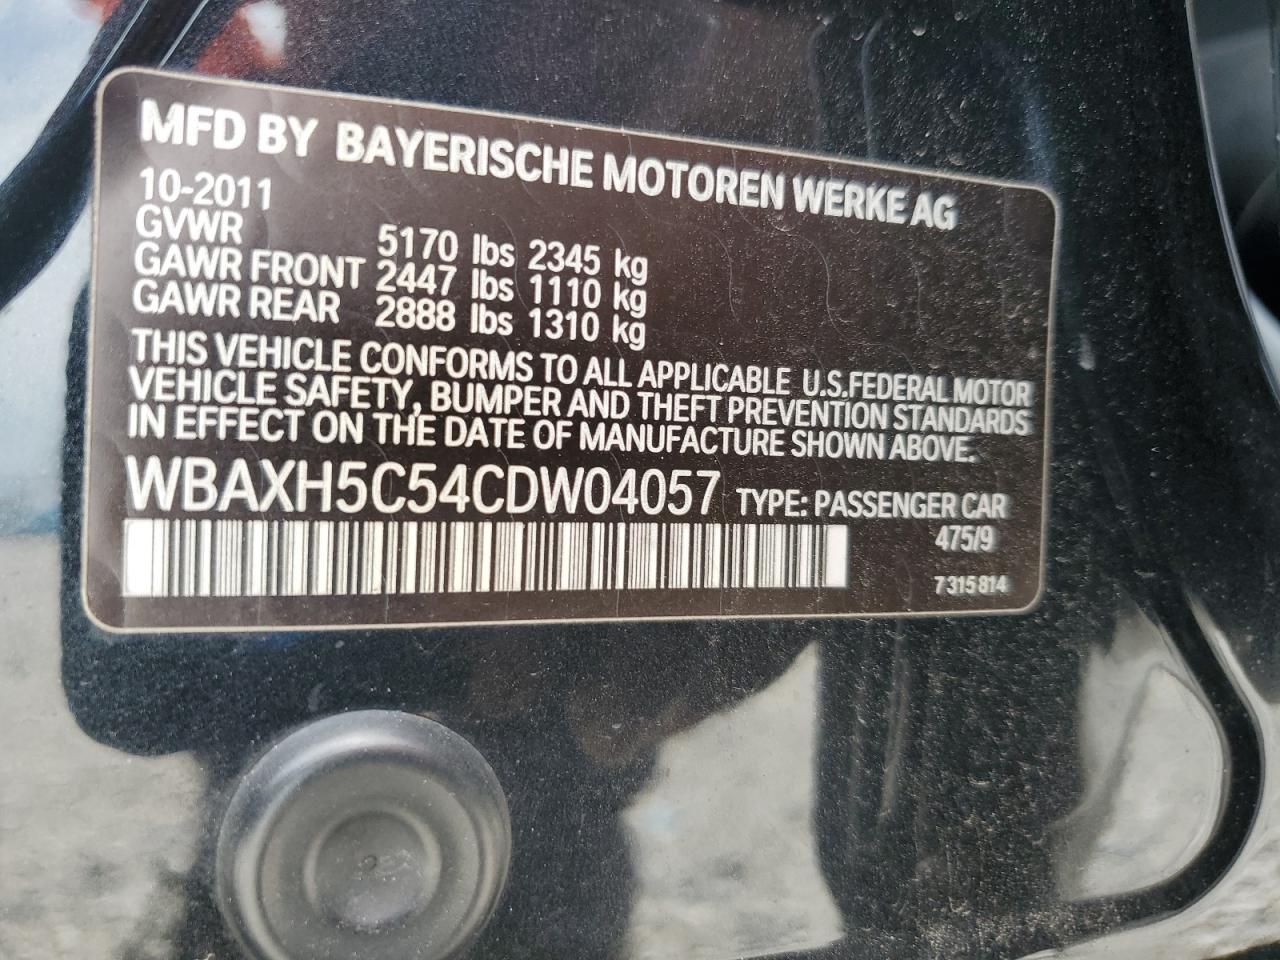 MFD BY BAYERISCHE MOTOREN WERKE AG
10-2011
GVWR 5170 lbs 2345 kg
GAWR FRONT 2447 lbs 1110 kg
GAWR REAR 2888 lbs 1310 kg
THIS VEHICLE CONFORMS TO ALL APPLICABLE U.S.FEDERAL MOTOR
VEHICLE SAFETY, BUMPER AND THEFT PREVENTION STANDARDS
IN EFFECT ON THE DATE OF MANUFACTURE SHOWN ABOVE.
WBAXH5C54CDW04057 TYPE: PASSENGER CAR
475/9
7 315 814